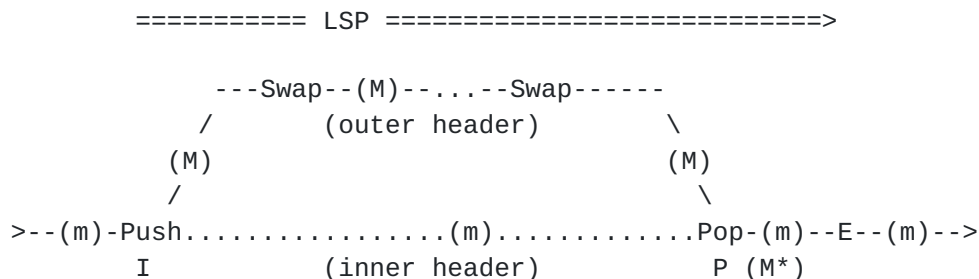 =========== LSP ============================>
---Swap--(M)--...--Swap------
/ (outer header) \
(M) (M)
/ \
>--(m)-Push.................(m).............Pop-(m)--E--(m)-->
I (inner header) P (M*)